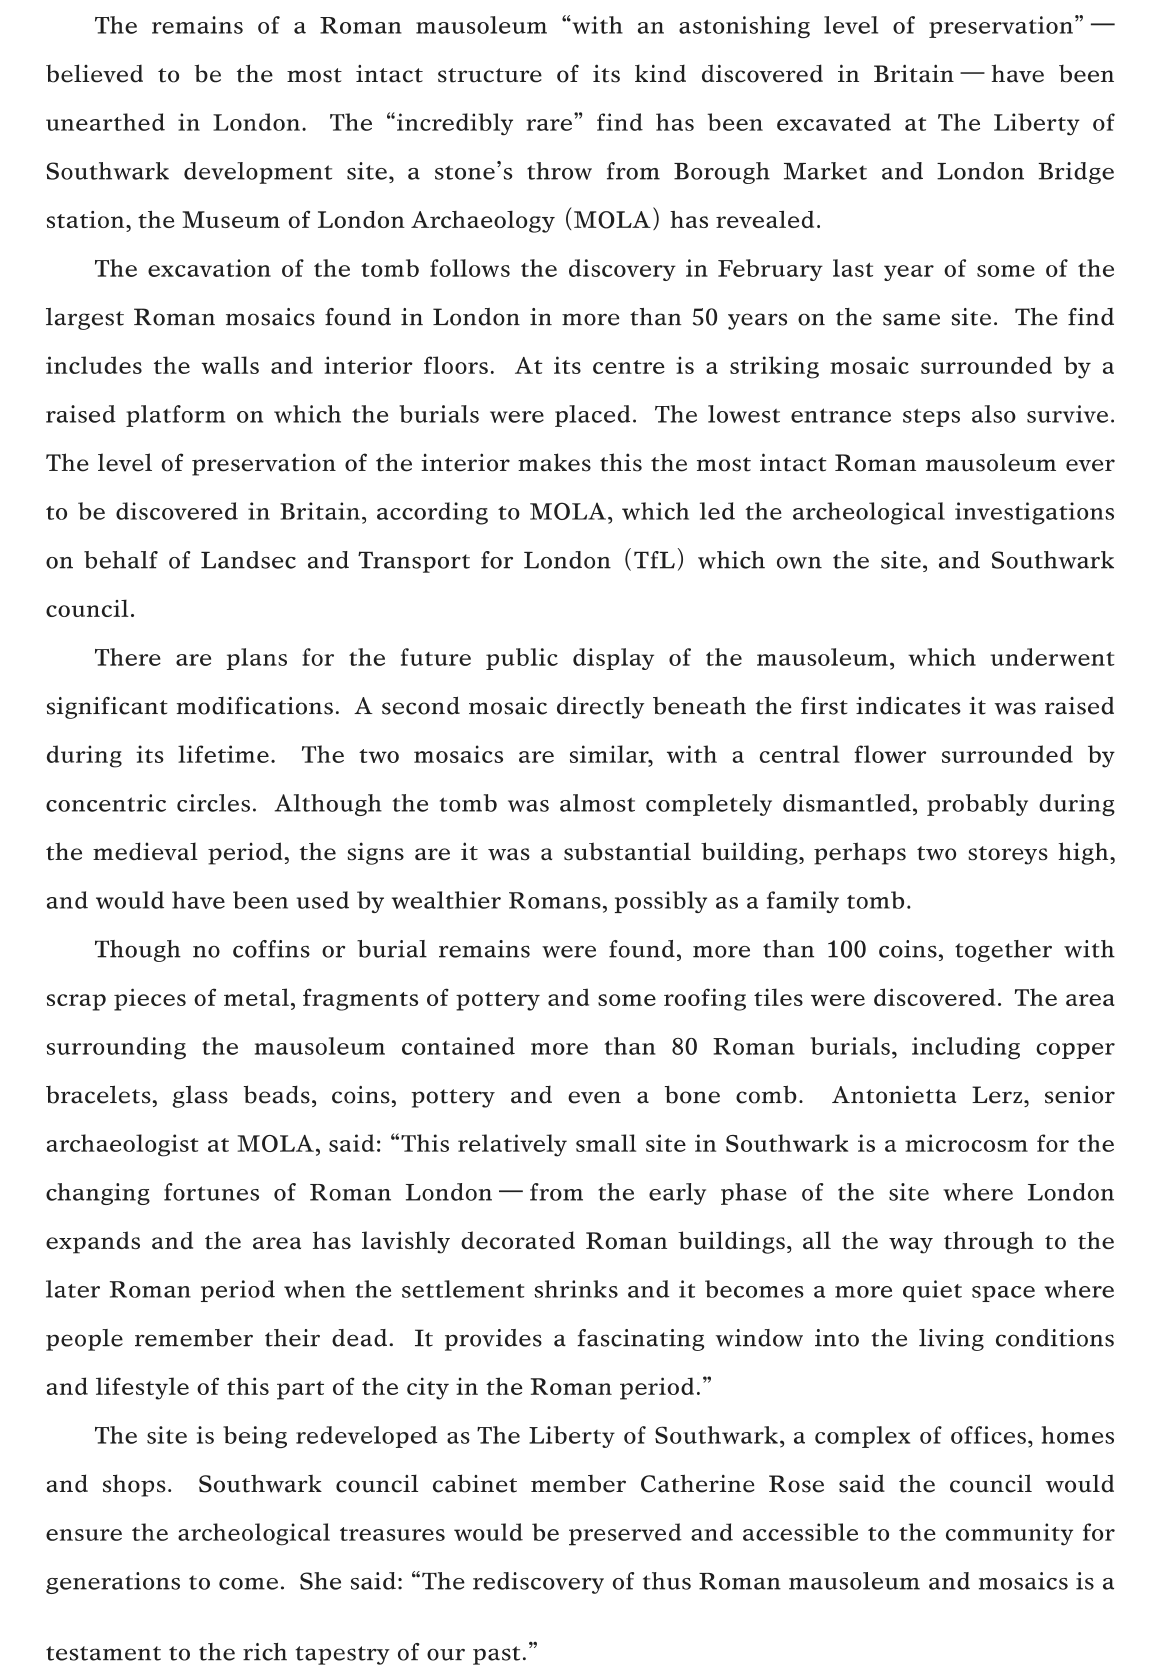 The remains of a Roman mausoleum “with an astonishing level of preservation” —
believed to be the most intact structure of its kind discovered in Britain — have been
unearthed in London. The “incredibly rare” find has been excavated at The Liberty of
Southwark development site, a stone’s throw from Borough Market and London Bridge
station, the Museum of London Archaeology (MOLA) has revealed.
The excavation of the tomb follows the discovery in February last year of some of the
largest Roman mosaics found in London in more than 50 years on the same site. The find
includes the walls and interior floors. At its centre is a striking mosaic surrounded by a
raised platform on which the burials were placed. The lowest entrance steps also survive.
The level of preservation of the interior makes this the most intact Roman mausoleum ever
to be discovered in Britain, according to MOLA, which led the archeological investigations
on behalf of Landsec and Transport for London (TfL) which own the site, and Southwark
council.
There are plans for the future public display of the mausoleum, which underwent
significant modifications. A second mosaic directly beneath the first indicates it was raised
during its lifetime. The two mosaics are similar, with a central flower surrounded by
concentric circles. Although the tomb was almost completely dismantled, probably during
the medieval period, the signs are it was a substantial building, perhaps two storeys high,
and would have been used by wealthier Romans, possibly as a family tomb.
Though no coffins or burial remains were found, more than 100 coins, together with
scrap pieces of metal, fragments of pottery and some roofing tiles were discovered. The area
surrounding the mausoleum contained more than 80 Roman burials, including copper
bracelets, glass beads, coins, pottery and even a bone comb. Antonietta Lerz, senior
archaeologist at MOLA, said: “This relatively small site in Southwark is a microcosm for the
changing fortunes of Roman London — from the early phase of the site where London
expands and the area has lavishly decorated Roman buildings, all the way through to the
later Roman period when the settlement shrinks and it becomes a more quiet space where
people remember their dead. It provides a fascinating window into the living conditions
and lifestyle of this part of the city in the Roman period.”
The site is being redeveloped as The Liberty of Southwark, a complex of offices, homes
and shops. Southwark council cabinet member Catherine Rose said the council would
ensure the archeological treasures would be preserved and accessible to the community for
generations to come. She said: “The rediscovery of thus Roman mausoleum and mosaics is a
testament to the rich tapestry of our past.”